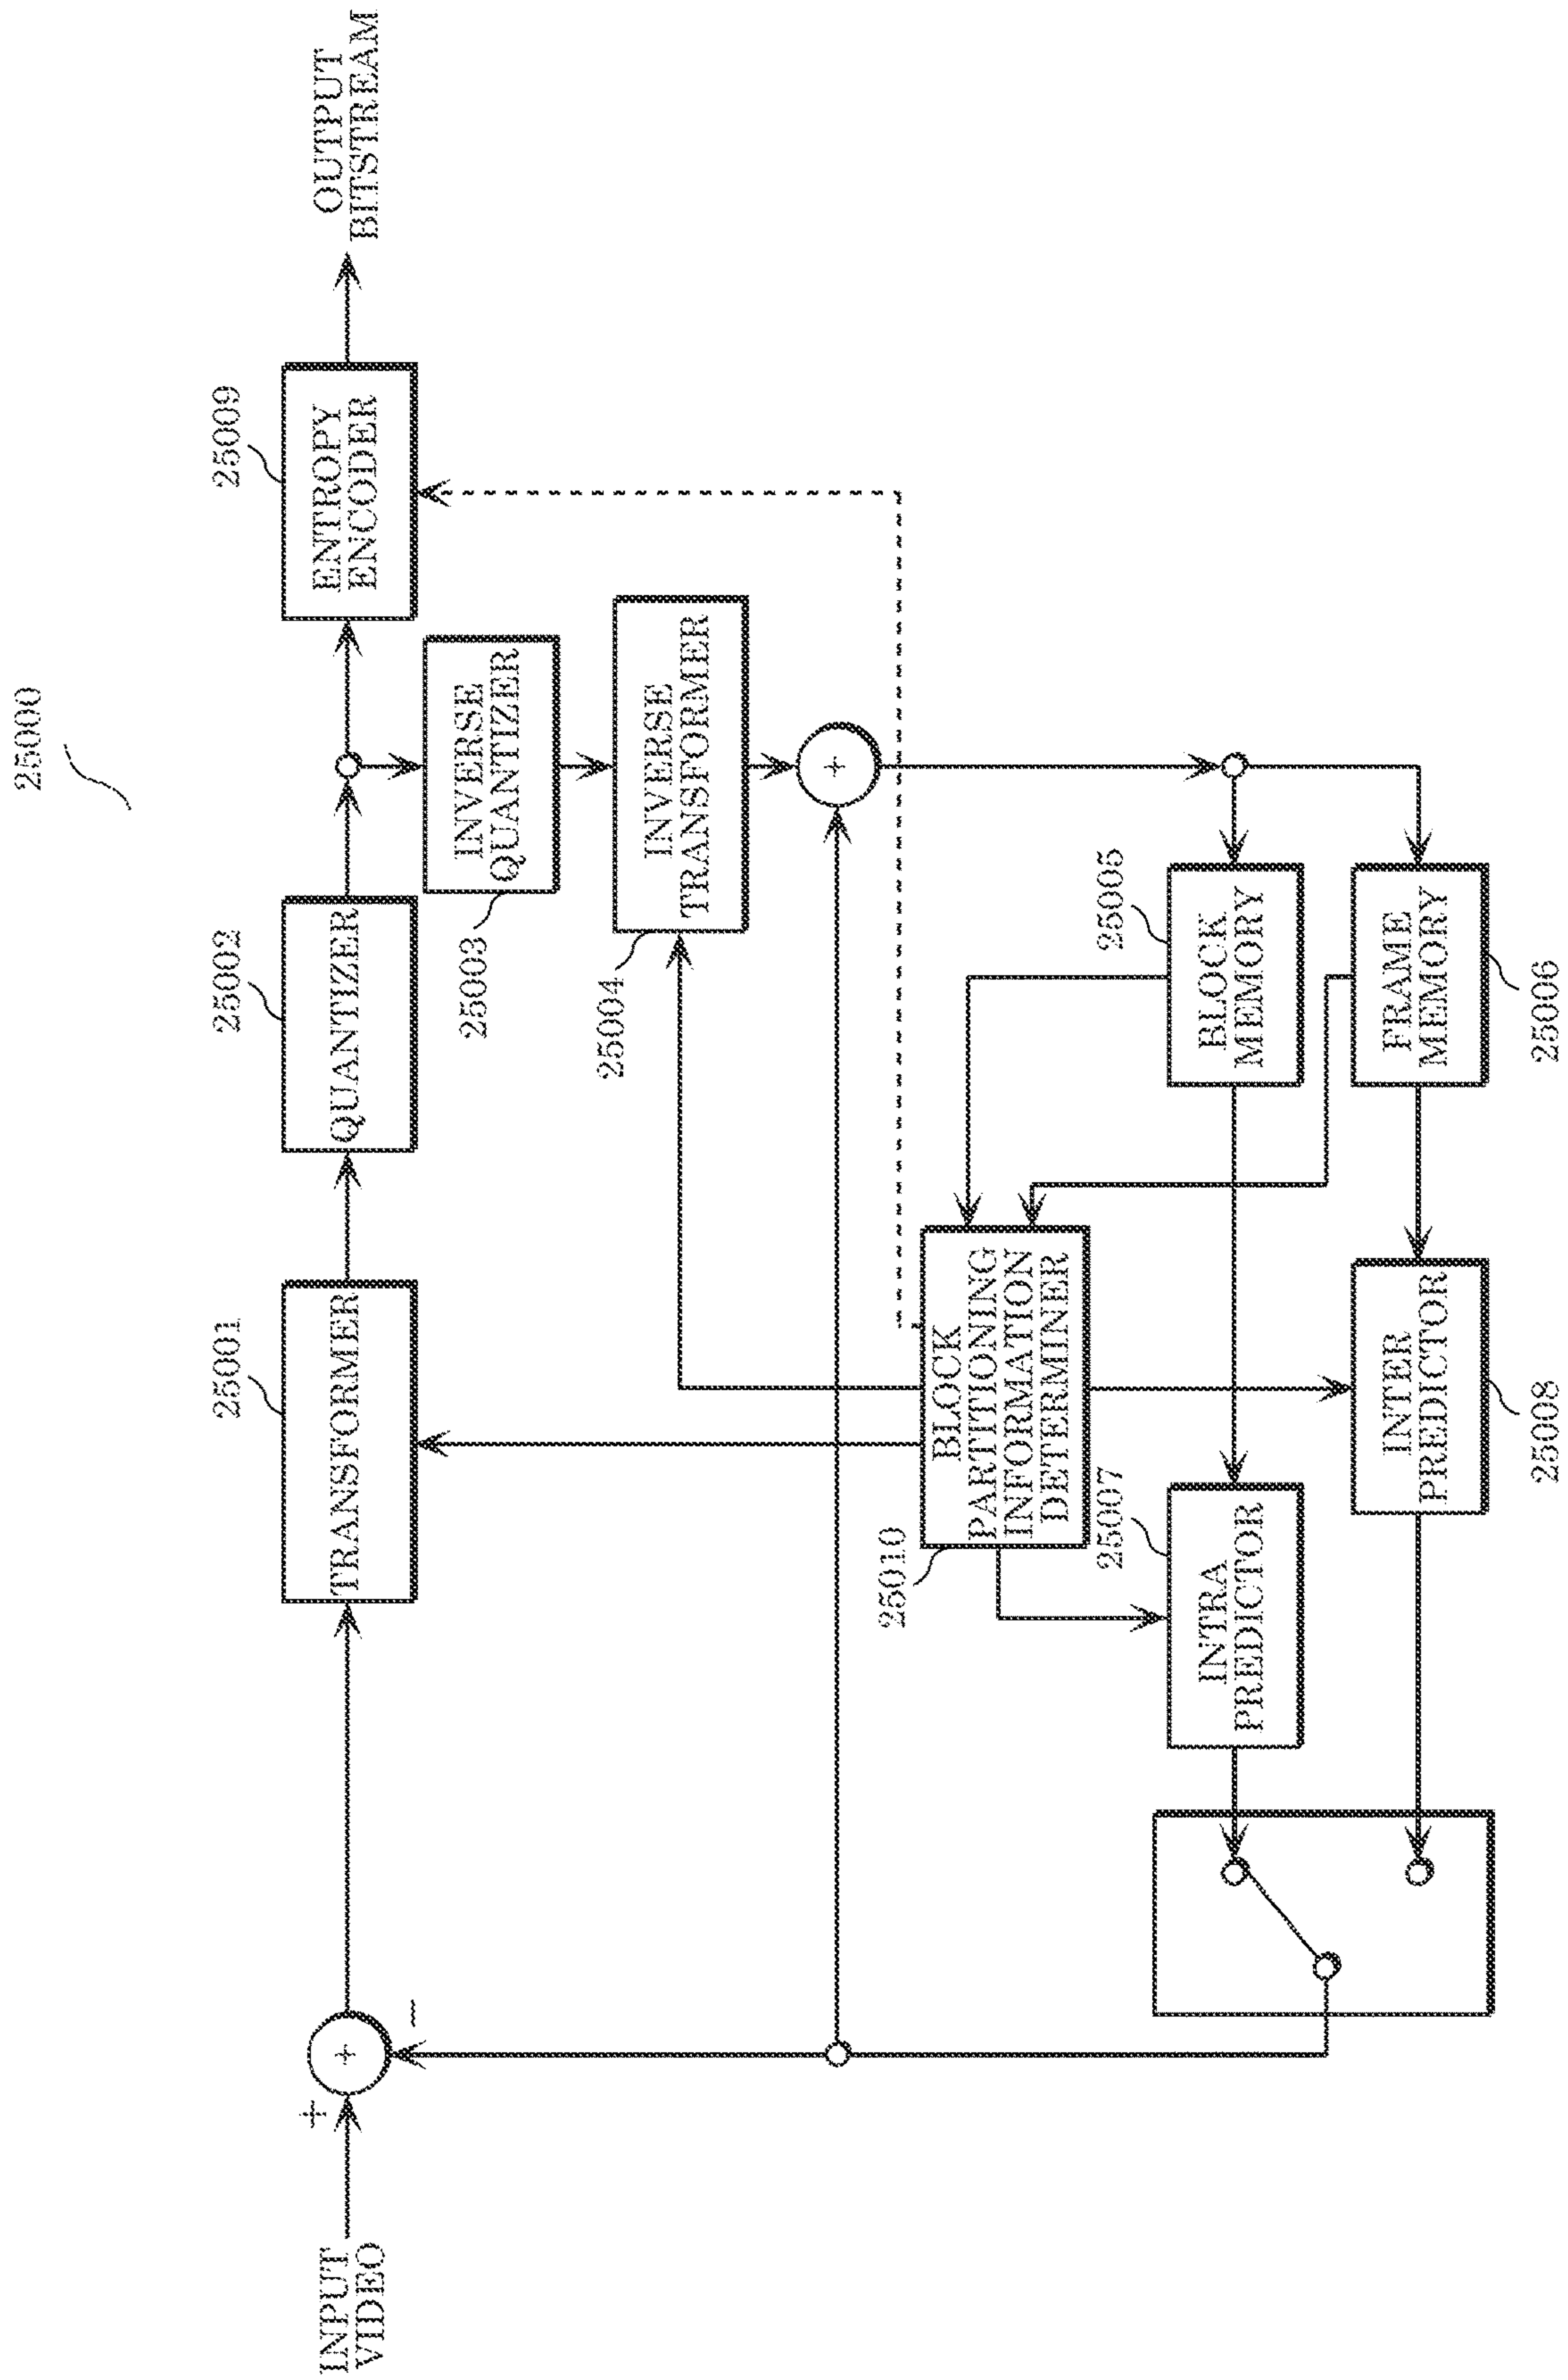 25000
25001
TRANSFORMER
25002
QUANTIZER
25009
ENTROPY
ENCODER
OUTPUT
BITSTREAM
INPUT
VIDEO
+
+
−
INVERSE
QUANTIZER
25003
INVERSE
TRANSFORMER
25004
+
25010
BLOCK
PARTITIONING
INFORMATION
DETERMINER
25005
BLOCK
MEMORY
25007
INTRA
PREDICTOR
FRAME
MEMORY
25006
INTER
PREDICTOR
25008